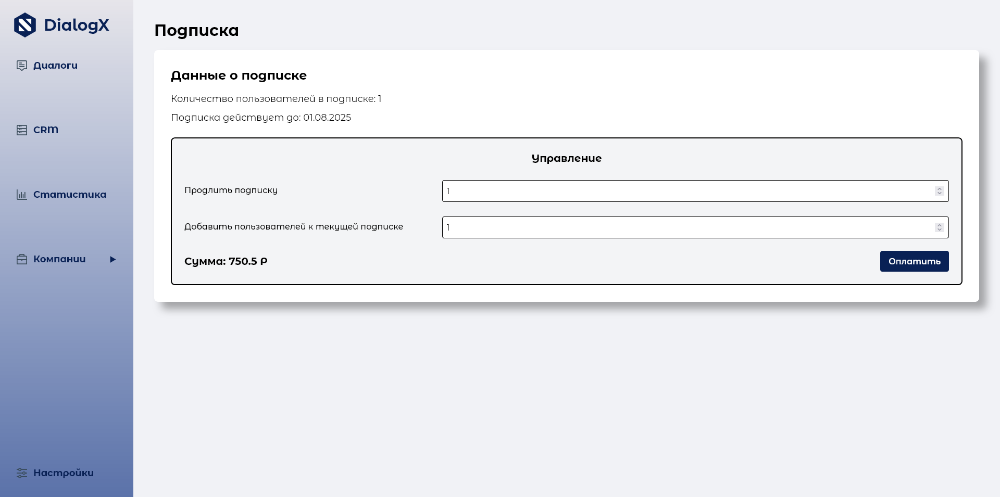 DialogX
Диалоги
CRM
Статистика
Компании
Настройки
Подписка
Данные о подписке
Количество пользователей в подписке: 1
Подписка действует до: 01.08.2025
Управление
Продлить подписку
1
Добавить пользователей к текущей подписке
1
Сумма: 750.5 ₽
Оплатить